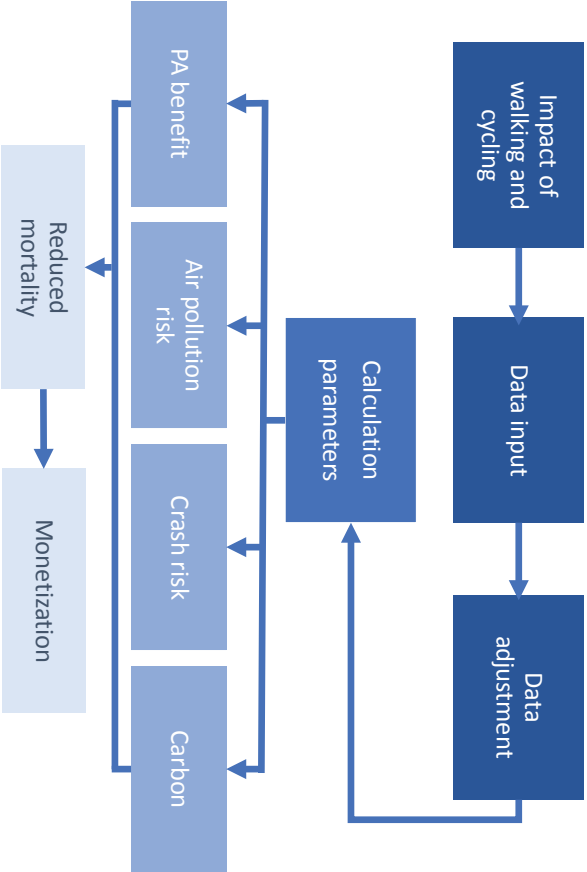 Impact of
walking and
cycling
Data input
Data
adjustment
Calculation
parameters
PA benefit
Air pollution
risk
Crash risk
Carbon
Reduced
mortality
Monetization